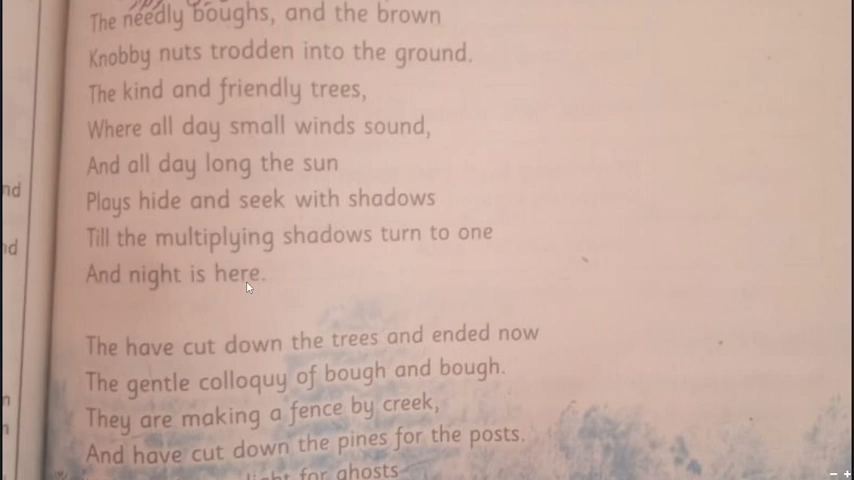 The needly boughs, and the brown
Knobby nuts trodden into the ground.
The kind and friendly trees,
Where all day small winds sound,
And all day long the sun
Plays hide and seek with shadows
Till the multiplying shadows turn to one
And night is here.
The have cut down the trees and ended now
The gentle colloquy of bough and bough.
They are making a fence by creek,
And have cut down the pines for the posts.
light for ghosts
nd
nd
n
n